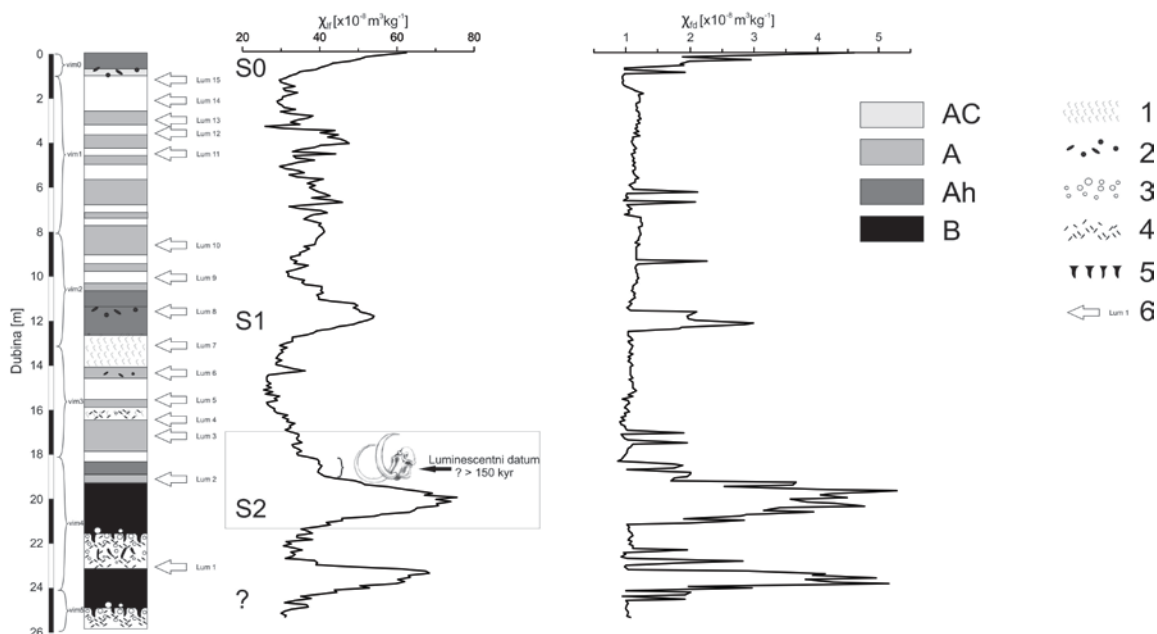 χlf [x10⁻⁸ m³kg⁻¹]
20 40 60 80
χfd [x10⁻⁸ m³kg⁻¹]
1 2 3 4 5
Dubina [m]
0
2
4
6
8
10
12
14
16
18
20
22
24
26
vim0
vim1
vim2
vim3
vim4
vim5
Lum 15
Lum 14
Lum 13
Lum 12
Lum 11
Lum 10
Lum 9
Lum 8
Lum 7
Lum 6
Lum 5
Lum 4
Lum 3
Lum 2
Lum 1
S0
S1
S2
?
Luminescentni datum
? > 150 kyr
AC
A
Ah
B
1
2
3
4
5
Lum 1 6